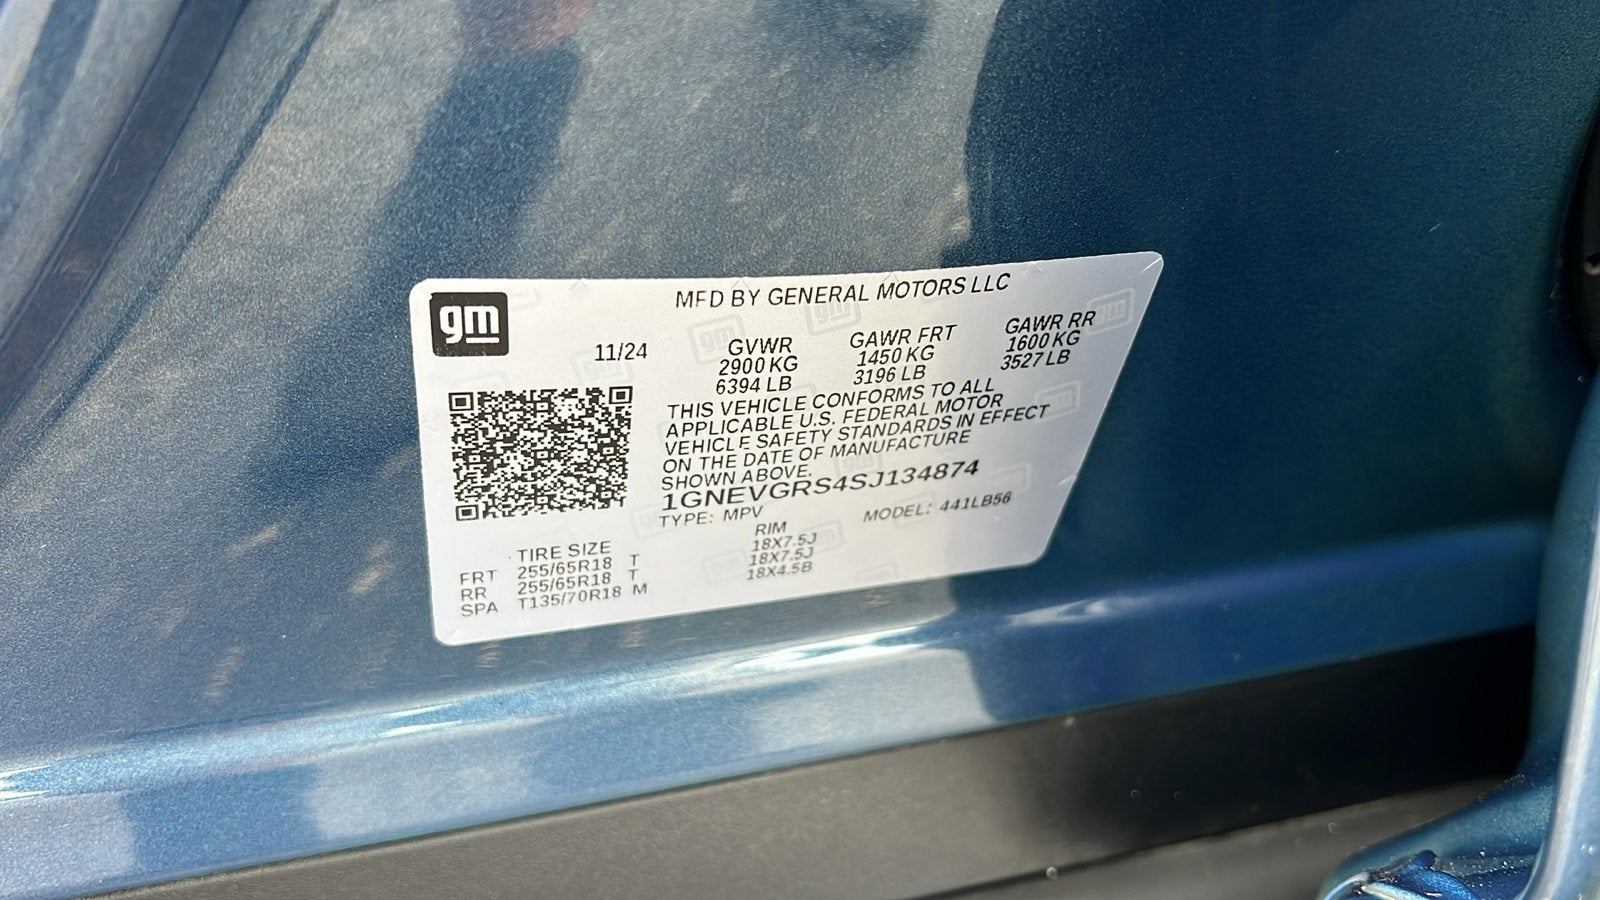 gm
MFD BY GENERAL MOTORS LLC
11/24
GVWR GAWR FRT GAWR RR
2900 KG 1450 KG 1600 KG
6394 LB 3196 LB 3527 LB
THIS VEHICLE CONFORMS TO ALL
APPLICABLE U.S. FEDERAL MOTOR
VEHICLE SAFETY STANDARDS IN EFFECT
ON THE DATE OF MANUFACTURE
SHOWN ABOVE.
1GNEVGRS4SJ134874
TYPE: MPV MODEL: 441LB56
TIRE SIZE RIM
FRT 255/65R18 T 18X7.5J
RR 255/65R18 T 18X7.5J
SPA T135/70R18 M 18X4.5B